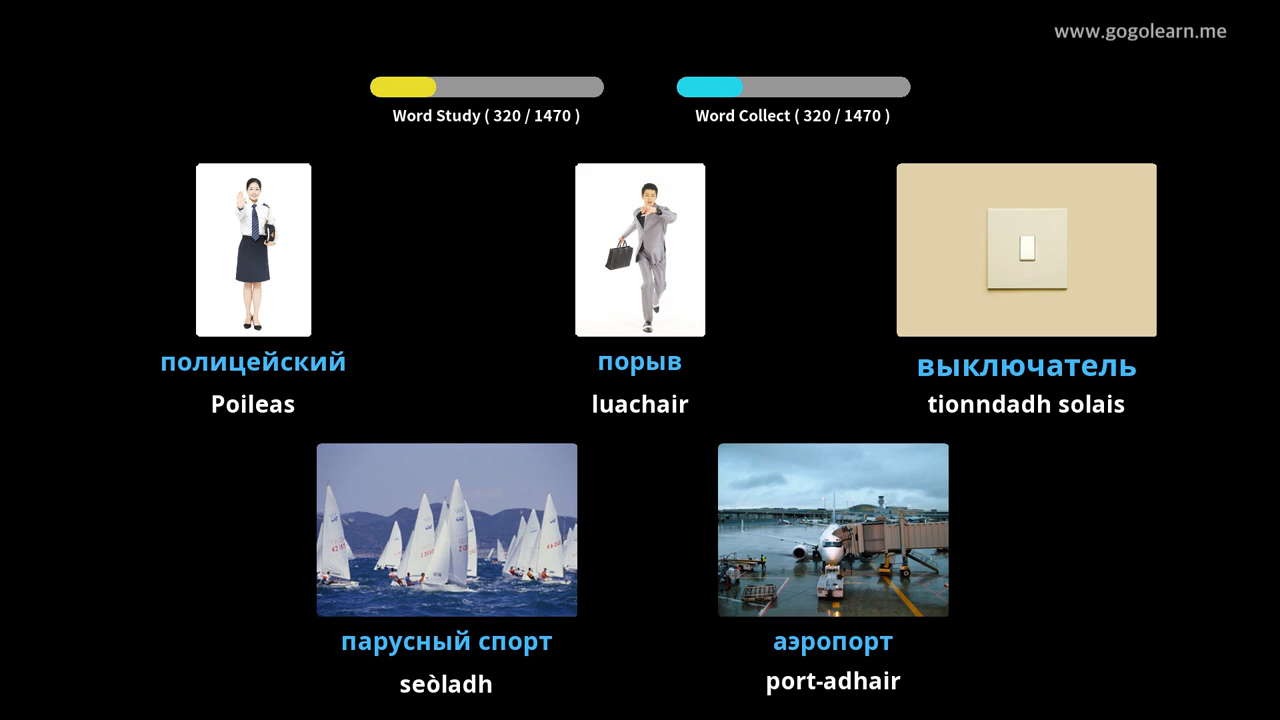 www.gogolearn.me
Word Study ( 320 / 1470 )
Word Collect ( 320 / 1470 )
полицейский
порыв
выключатель
Poileas
luachair
tionndadh solais
парусный спорт
аэропорт
seòladh
port-adhair